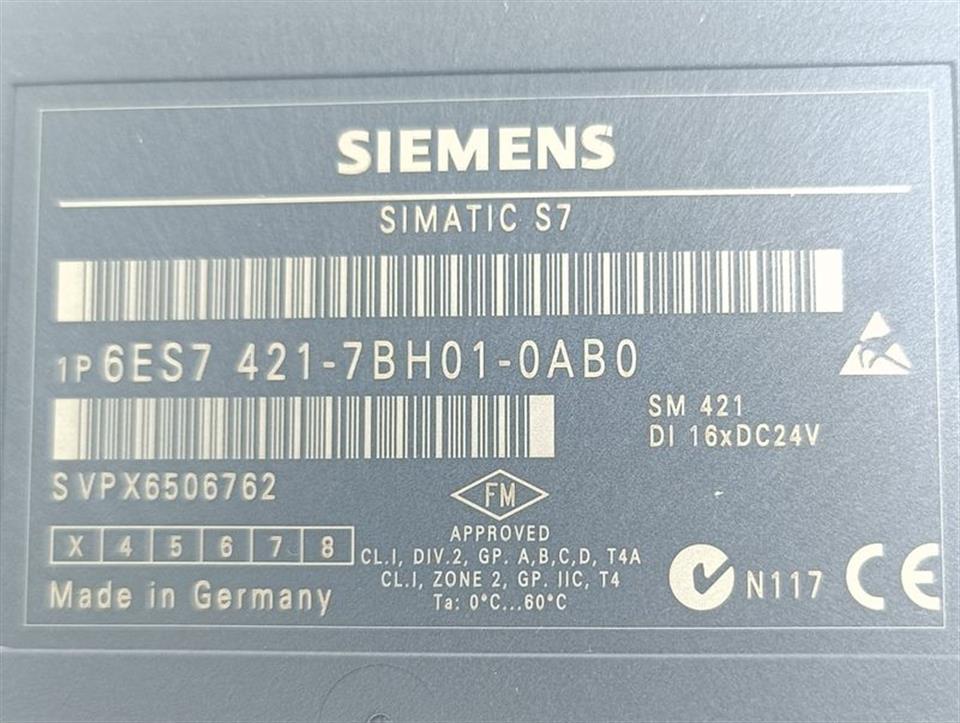 SIEMENS
SIMATIC S7
1P 6ES7 421-7BH01-0AB0
SM 421
DI 16xDC24V
S VPX6506762
FM
APPROVED
CL.I, DIV.2, GP. A,B,C,D, T4A
CL.I, ZONE 2, GP. IIC, T4
Ta: 0°C...60°C
X 4 5 6 7 8
Made in Germany
N117
CE